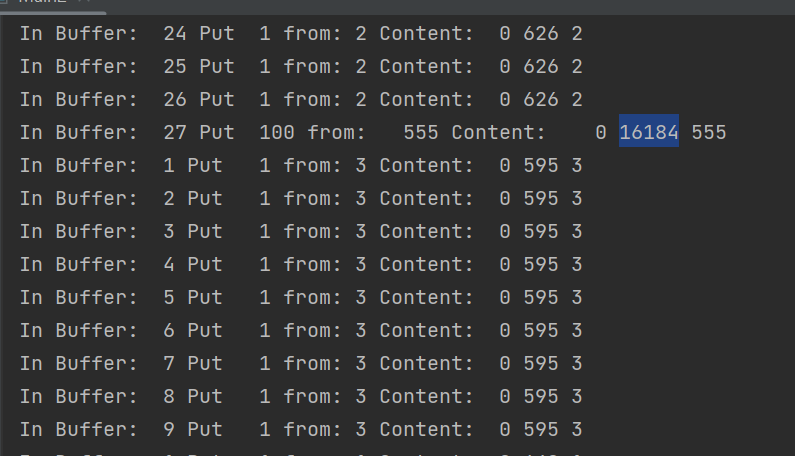 In Buffer:  24 Put  1 from: 2 Content:  0 626 2
In Buffer:  25 Put  1 from: 2 Content:  0 626 2
In Buffer:  26 Put  1 from: 2 Content:  0 626 2
In Buffer:  27 Put  100 from:   555 Content:    0 16184 555
In Buffer:  1 Put   1 from: 3 Content:  0 595 3
In Buffer:  2 Put   1 from: 3 Content:  0 595 3
In Buffer:  3 Put   1 from: 3 Content:  0 595 3
In Buffer:  4 Put   1 from: 3 Content:  0 595 3
In Buffer:  5 Put   1 from: 3 Content:  0 595 3
In Buffer:  6 Put   1 from: 3 Content:  0 595 3
In Buffer:  7 Put   1 from: 3 Content:  0 595 3
In Buffer:  8 Put   1 from: 3 Content:  0 595 3
In Buffer:  9 Put   1 from: 3 Content:  0 595 3